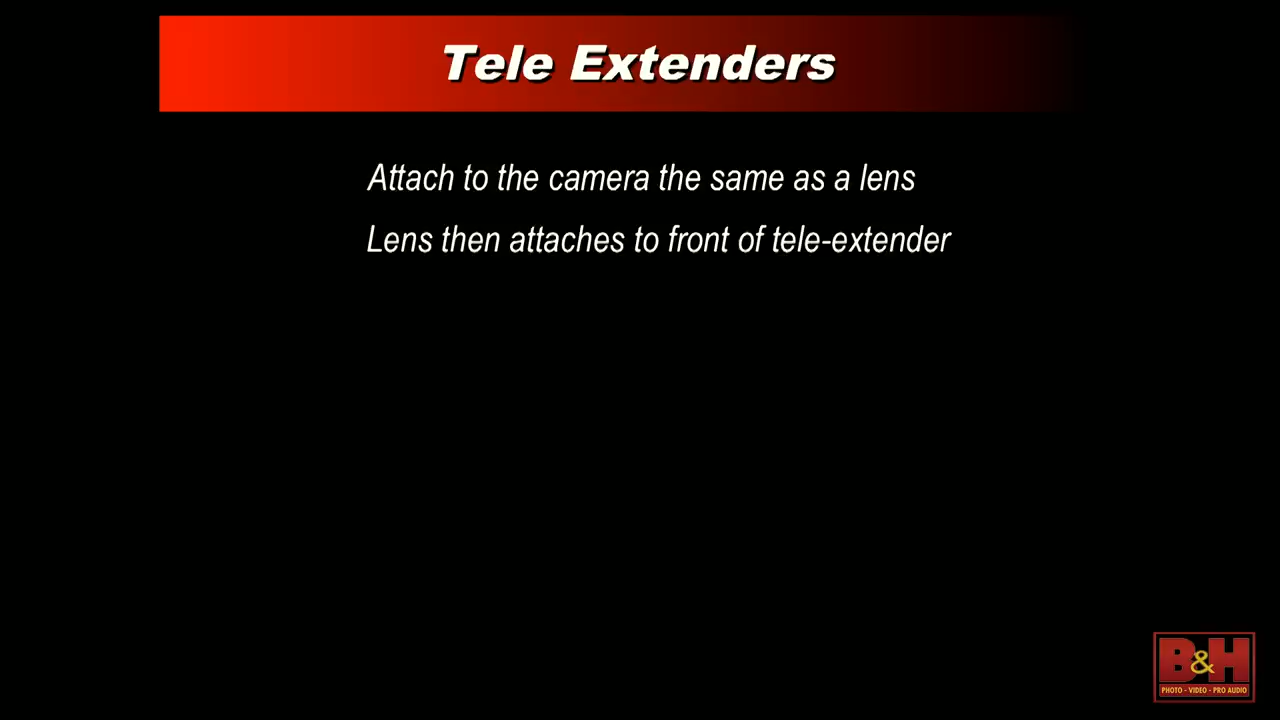 Tele Extenders
Attach to the camera the same as a lens
Lens then attaches to front of tele-extender
B&H
PHOTO - VIDEO - PRO AUDIO